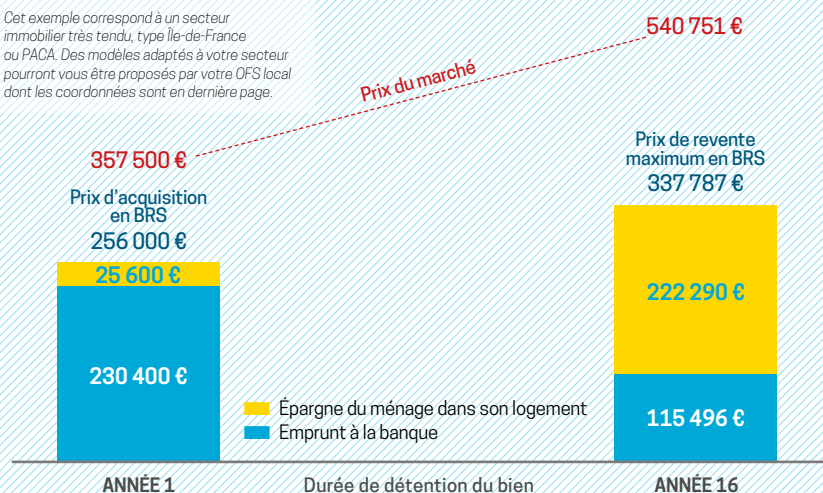 Cet exemple correspond à un secteur
immobilier très tendu, type Île-de-France
ou PACA. Des modèles adaptés à votre secteur
pourront vous être proposés par votre OFS local
dont les coordonnées sont en dernière page.
540 751 €
Prix du marché
357 500 €
Prix d'acquisition
en BRS
256 000 €
25 600 €
230 400 €
Prix de revente
maximum en BRS
337 787 €
222 290 €
115 496 €
Épargne du ménage dans son logement
Emprunt à la banque
ANNÉE 1
Durée de détention du bien
ANNÉE 16